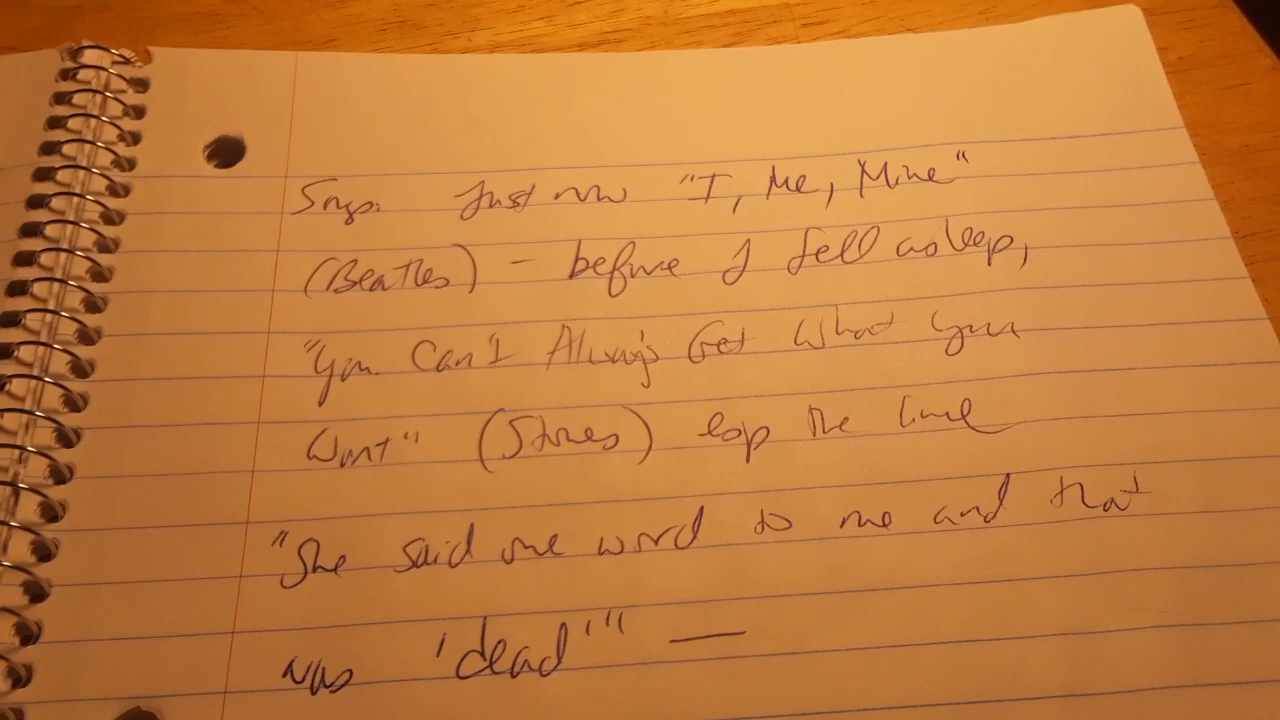 Songs. Just now "I, Me, Mine"
(Beatles) - before I fell asleep,
"You Can't Always Get What You
Want" (Stones) esp the line
"She said one word to me and that
was 'dead'" —